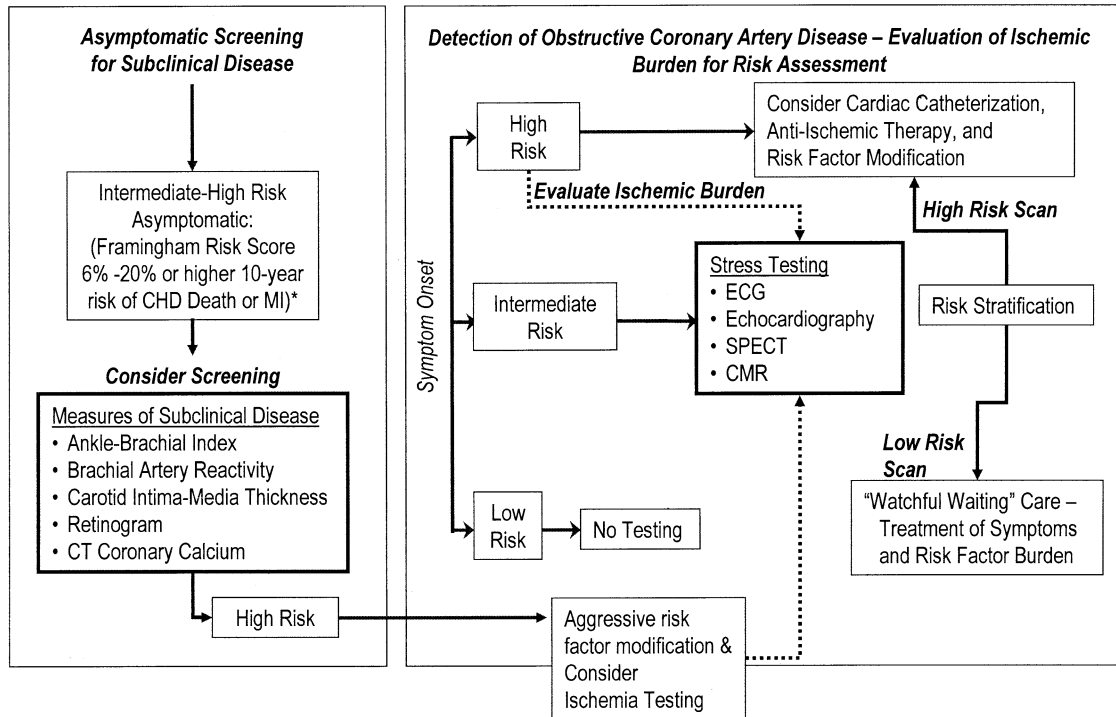 Asymptomatic Screening
for Subclinical Disease
Intermediate-High Risk
Asymptomatic:
(Framingham Risk Score
6% -20% or higher 10-year
risk of CHD Death or MI)*
Consider Screening
Measures of Subclinical Disease
• Ankle-Brachial Index
• Brachial Artery Reactivity
• Carotid Intima-Media Thickness
• Retinogram
• CT Coronary Calcium
High Risk
Detection of Obstructive Coronary Artery Disease – Evaluation of Ischemic
Burden for Risk Assessment
Symptom Onset
High
Risk
Consider Cardiac Catheterization,
Anti-Ischemic Therapy, and
Risk Factor Modification
Evaluate Ischemic Burden
High Risk Scan
Intermediate
Risk
Stress Testing
• ECG
• Echocardiography
• SPECT
• CMR
Risk Stratification
Low Risk
Scan
Low
Risk
No Testing
“Watchful Waiting” Care –
Treatment of Symptoms
and Risk Factor Burden
Aggressive risk
factor modification &
Consider
Ischemia Testing